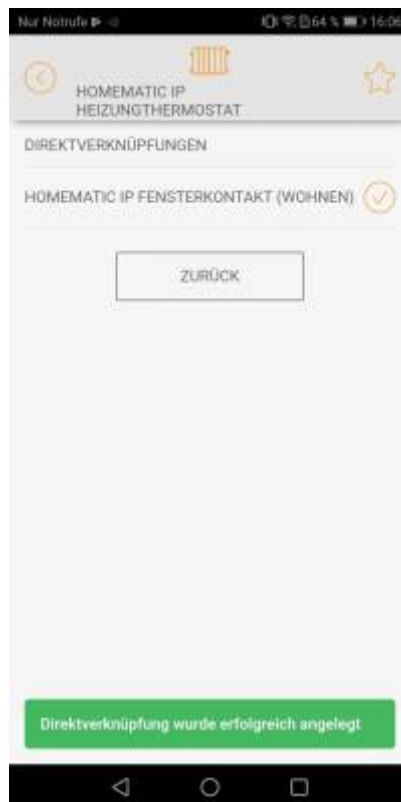 Nur Notrufe
64 % 16:06
HOMEMATIC IP
HEIZUNGTHERMOSTAT
DIREKTVERKNÜPFUNGEN
HOMEMATIC IP FENSTERKONTAKT (WOHNEN)
ZURÜCK
Direktverknüpfung wurde erfolgreich angelegt